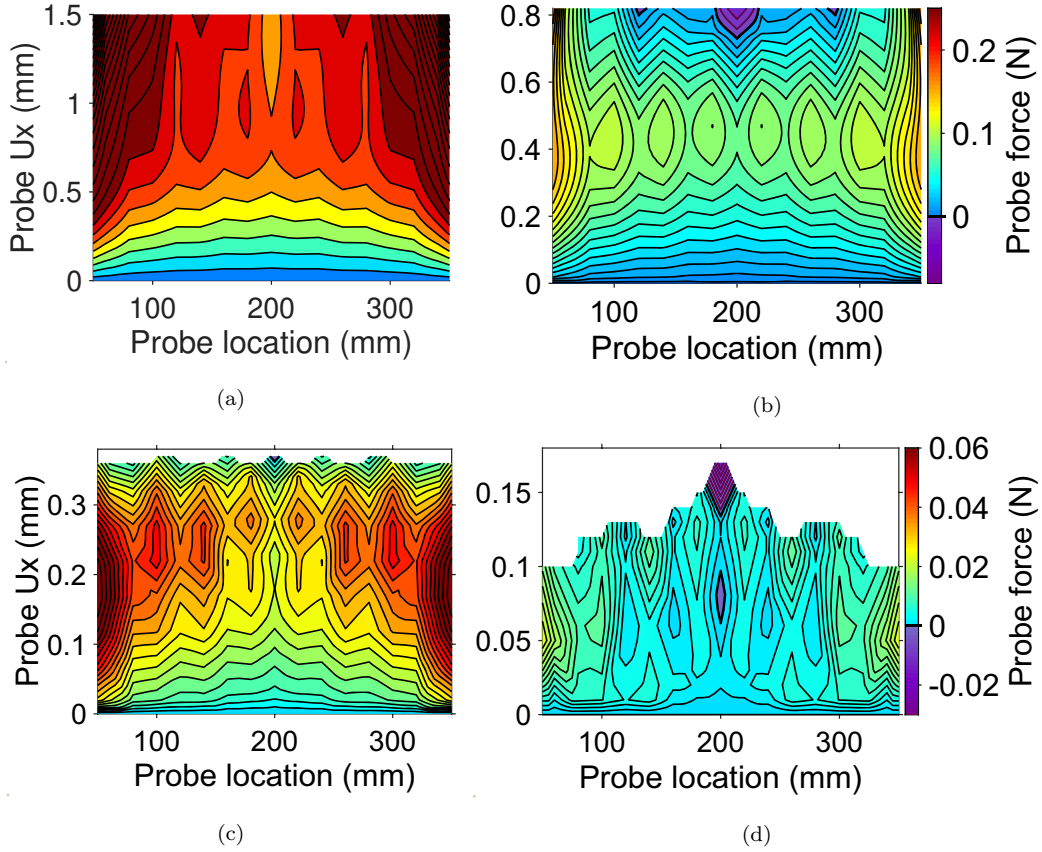 1.5
1
0.5
0
Probe Ux (mm)
100 200 300
Probe location (mm)
(a)
0.8
0.6
0.4
0.2
0
100 200 300
Probe location (mm)
0.2
0.1
0
Probe force (N)
(b)
0.3
0.2
0.1
0
Probe Ux (mm)
100 200 300
Probe location (mm)
(c)
0.15
0.1
0.05
0
100 200 300
Probe location (mm)
0.06
0.04
0.02
0
-0.02
Probe force (N)
(d)